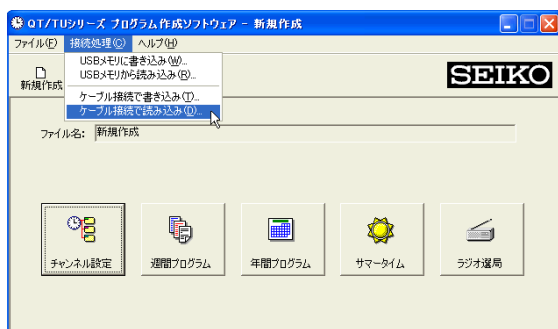 QT/TUシリーズ プログラム作成ソフトウェア - 新規作成
ファイル(F) 接続処理(C) ヘルプ(H)
USBメモリに書き込み(W)...
USBメモリから読み込み(R)...
ケーブル接続で書き込み(T)...
ケーブル接続で読み込み(D)...
新規作成
SEIKO
ファイル名: 新規作成
チャンネル設定 週間プログラム 年間プログラム サマータイム ラジオ選局